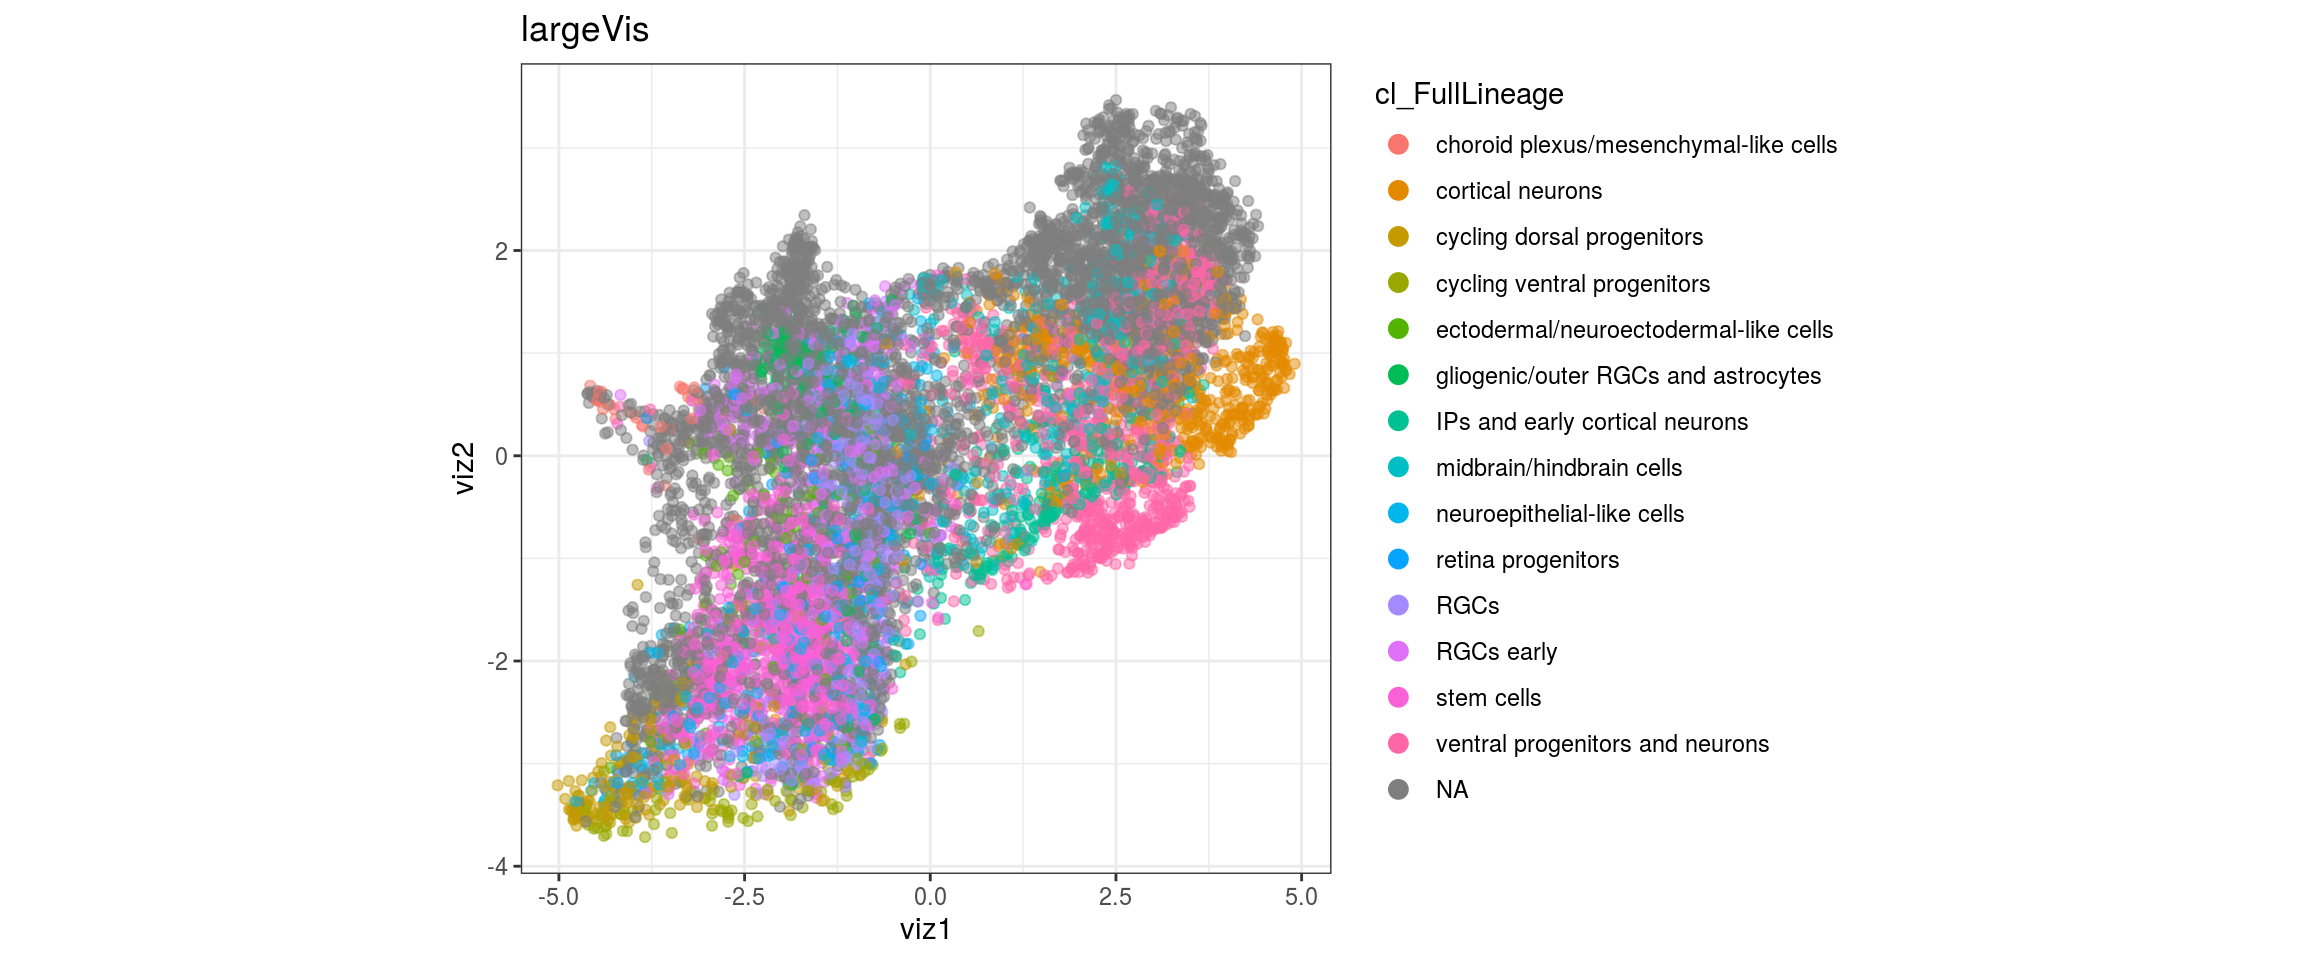 largeVis
cl_FullLineage
choroid plexus/mesenchymal-like cells
cortical neurons
cycling dorsal progenitors
cycling ventral progenitors
ectodermal/neuroectodermal-like cells
gliogenic/outer RGCs and astrocytes
IPs and early cortical neurons
midbrain/hindbrain cells
neuroepithelial-like cells
retina progenitors
RGCs
RGCs early
stem cells
ventral progenitors and neurons
NA
viz2
2
0
-2
-4
-5.0 -2.5 0.0 2.5 5.0
viz1